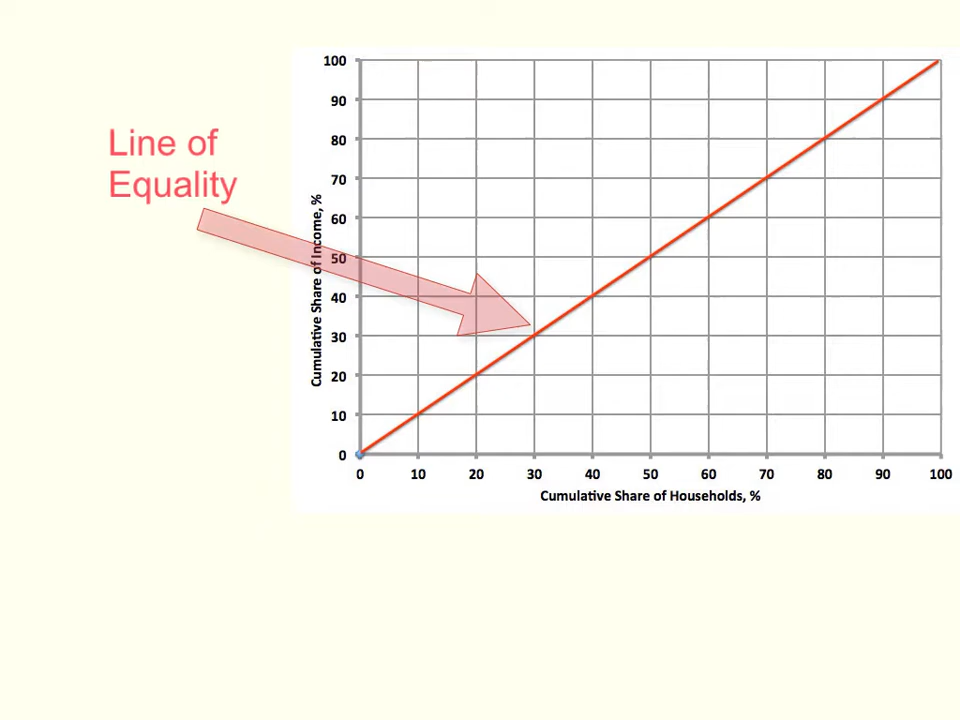 Line of
Equality
Cumulative Share of Income, %
100
90
80
70
60
50
40
30
20
10
0
0 10 20 30 40 50 60 70 80 90 100
Cumulative Share of Households, %